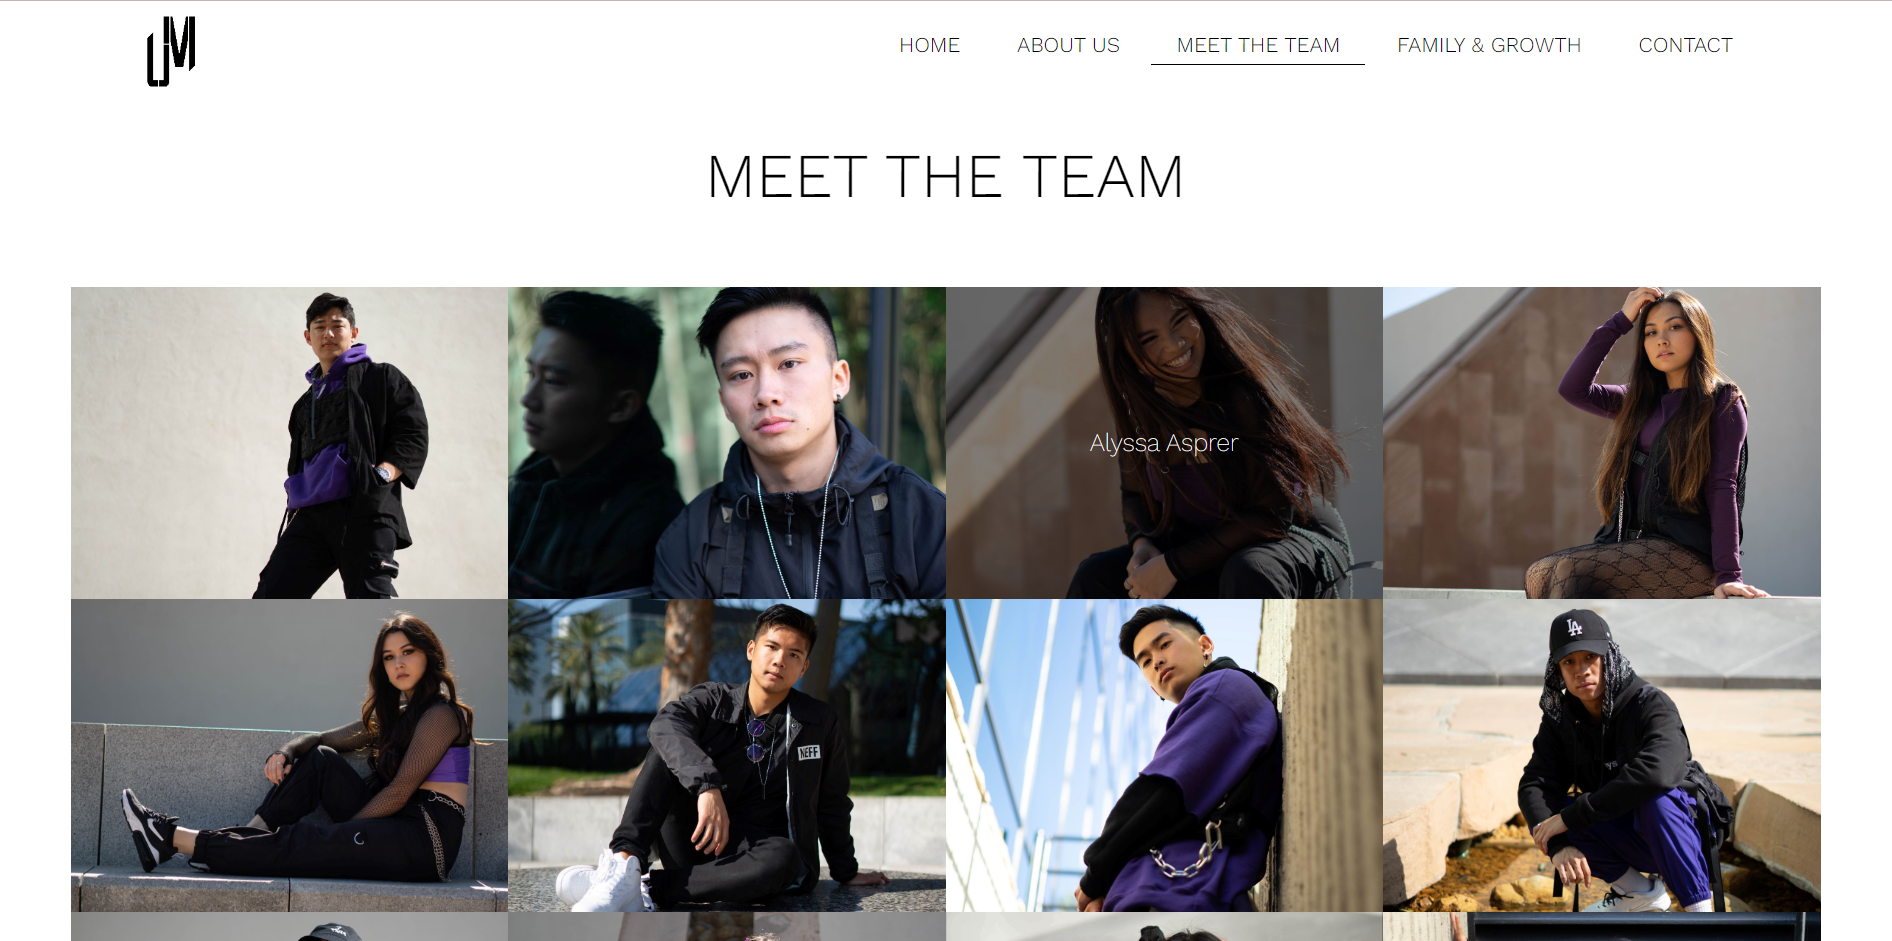 UM
HOME ABOUT US MEET THE TEAM FAMILY & GROWTH CONTACT
MEET THE TEAM
Alyssa Asprer
NEFF
LA